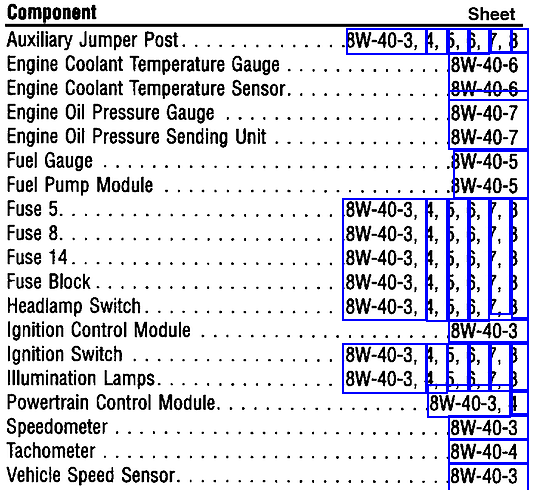 Component Sheet
Auxiliary Jumper Post. . . . . . . . . . . . . . .8W-40-3, 4, 5, 6, 7, 8
Engine Coolant Temperature Gauge . . . . . . . . . . . . . . .8W-40-6
Engine Coolant Temperature Sensor. . . . . . . . . . . . . . .8W-40-6
Engine Oil Pressure Gauge . . . . . . . . . . . . . . . . . . . .8W-40-7
Engine Oil Pressure Sending Unit . . . . . . . . . . . . . . . .8W-40-7
Fuel Gauge . . . . . . . . . . . . . . . . . . . . . . . . . . . . . .8W-40-5
Fuel Pump Module . . . . . . . . . . . . . . . . . . . . . . . . .8W-40-5
Fuse 5. . . . . . . . . . . . . . . . . . . . . . . . .8W-40-3, 4, 5, 6, 7, 8
Fuse 8. . . . . . . . . . . . . . . . . . . . . . . . .8W-40-3, 4, 5, 6, 7, 8
Fuse 14. . . . . . . . . . . . . . . . . . . . . . . .8W-40-3, 4, 5, 6, 7, 8
Fuse Block . . . . . . . . . . . . . . . . . . . . . .8W-40-3, 4, 5, 6, 7, 8
Headlamp Switch . . . . . . . . . . . . . . . . . .8W-40-3, 4, 5, 6, 7, 8
Ignition Control Module . . . . . . . . . . . . . . . . . . . . . .8W-40-3
Ignition Switch . . . . . . . . . . . . . . . . . . .8W-40-3, 4, 5, 6, 7, 8
Illumination Lamps. . . . . . . . . . . . . . . . .8W-40-3, 4, 5, 6, 7, 8
Powertrain Control Module. . . . . . . . . . . . . . . . . .8W-40-3, 4
Speedometer . . . . . . . . . . . . . . . . . . . . . . . . . . . . .8W-40-3
Tachometer . . . . . . . . . . . . . . . . . . . . . . . . . . . . . .8W-40-4
Vehicle Speed Sensor. . . . . . . . . . . . . . . . . . . . . . . .8W-40-3